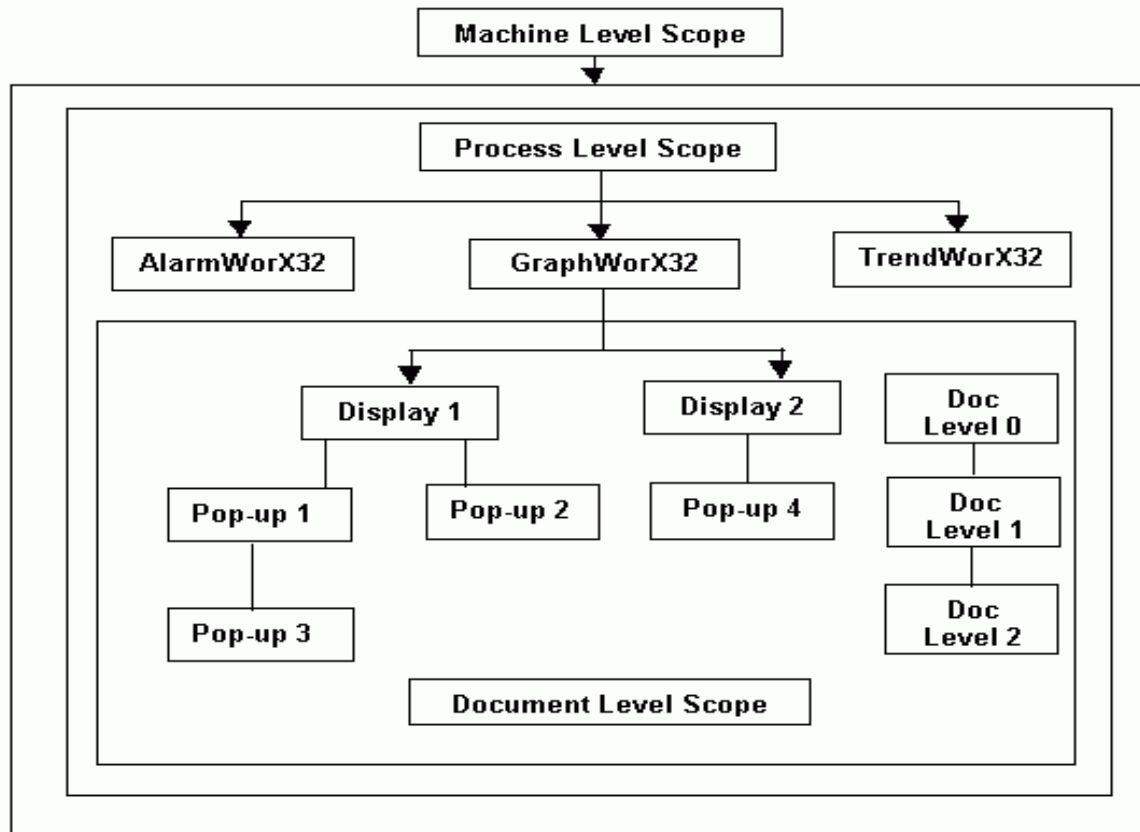 Machine Level Scope
Process Level Scope
AlarmWorX32
GraphWorX32
TrendWorX32
Display 1
Display 2
Doc
Level 0
Pop-up 1
Pop-up 2
Pop-up 4
Doc
Level 1
Pop-up 3
Doc
Level 2
Document Level Scope